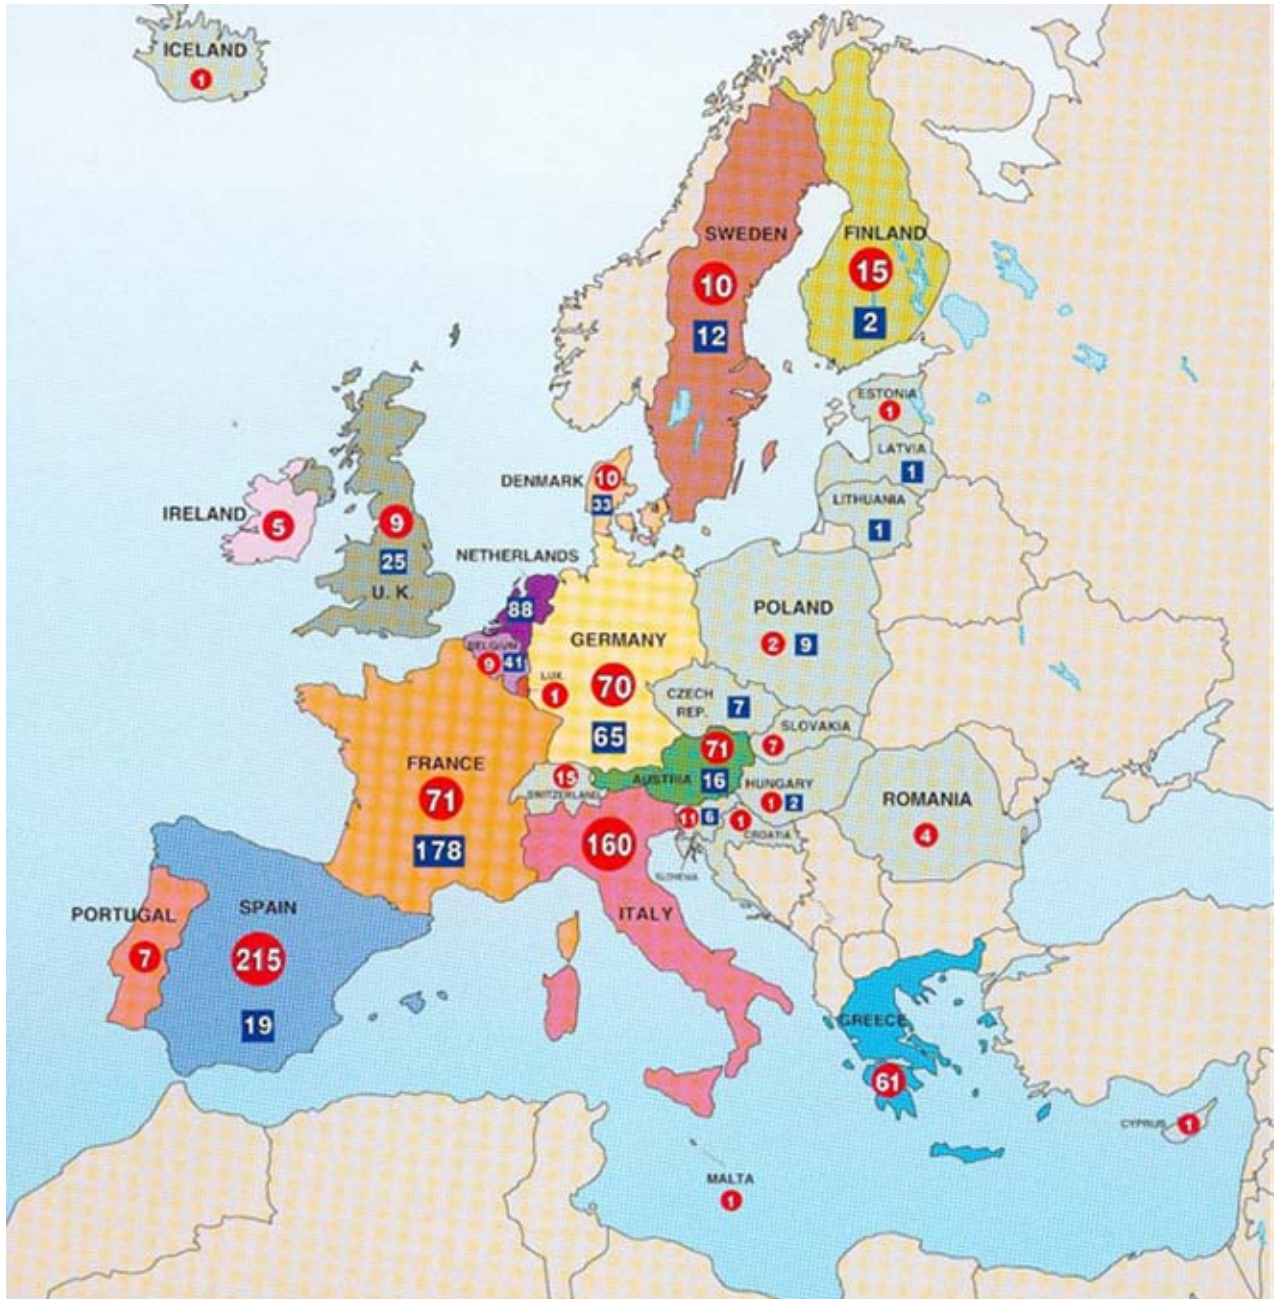 ICELAND
1
SWEDEN
10
12
FINLAND
15
2
ESTONIA
1
LATVIA
1
LITHUANIA
1
DENMARK
10
33
IRELAND
5
9
25
U. K.
NETHERLANDS
88
BELGIUM
9
41
LUX.
1
GERMANY
70
65
POLAND
2
9
CZECH
REP.
7
SLOVAKIA
7
FRANCE
71
178
15
SWITZERLAND
71
AUSTRIA
16
HUNGARY
1
2
11
6
SLOVENIA
1
CROATIA
ROMANIA
4
160
ITALY
PORTUGAL
7
SPAIN
215
19
GREECE
61
CYPRUS
1
MALTA
1